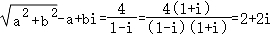 √(a²+b²)-a+bi=4/(1-i)=4(1+i)/((1-i)(1+i))=2+2i